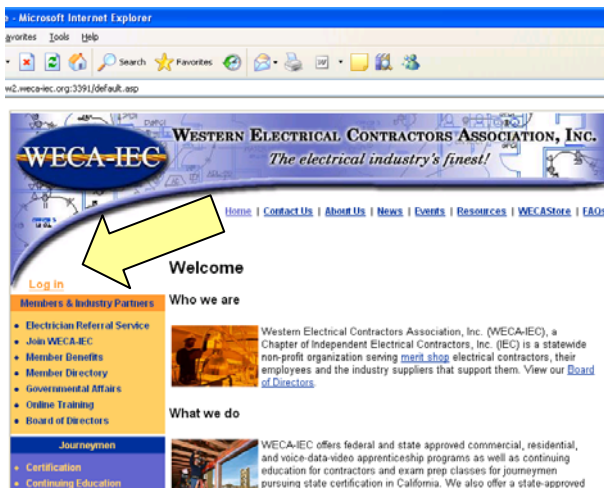 - Microsoft Internet Explorer
avorites Tools Help
Search Favorites
w2.weca-iec.org:3391/default.asp
WECA-IEC
WESTERN ELECTRICAL CONTRACTORS ASSOCIATION, INC.
The electrical industry's finest!
Home | Contact Us | About Us | News | Events | Resources | WECAStore | FAQs
Log in
Welcome
Members & Industry Partners
• Electrician Referral Service
• Join WECA-IEC
• Member Benefits
• Member Directory
• Governmental Affairs
• Online Training
• Board of Directors
Journeymen
• Certification
• Continuing Education
Who we are
Western Electrical Contractors Association, Inc. (WECA-IEC), a
Chapter of Independent Electrical Contractors, Inc. (IEC) is a statewide
non-profit organization serving merit shop electrical contractors, their
employees and the industry suppliers that support them. View our Board
of Directors.
What we do
WECA-IEC offers federal and state approved commercial, residential,
and voice-data-video apprenticeship programs as well as continuing
education for contractors and exam prep classes for journeymen
pursuing state certification in California. We also offer a state-approved